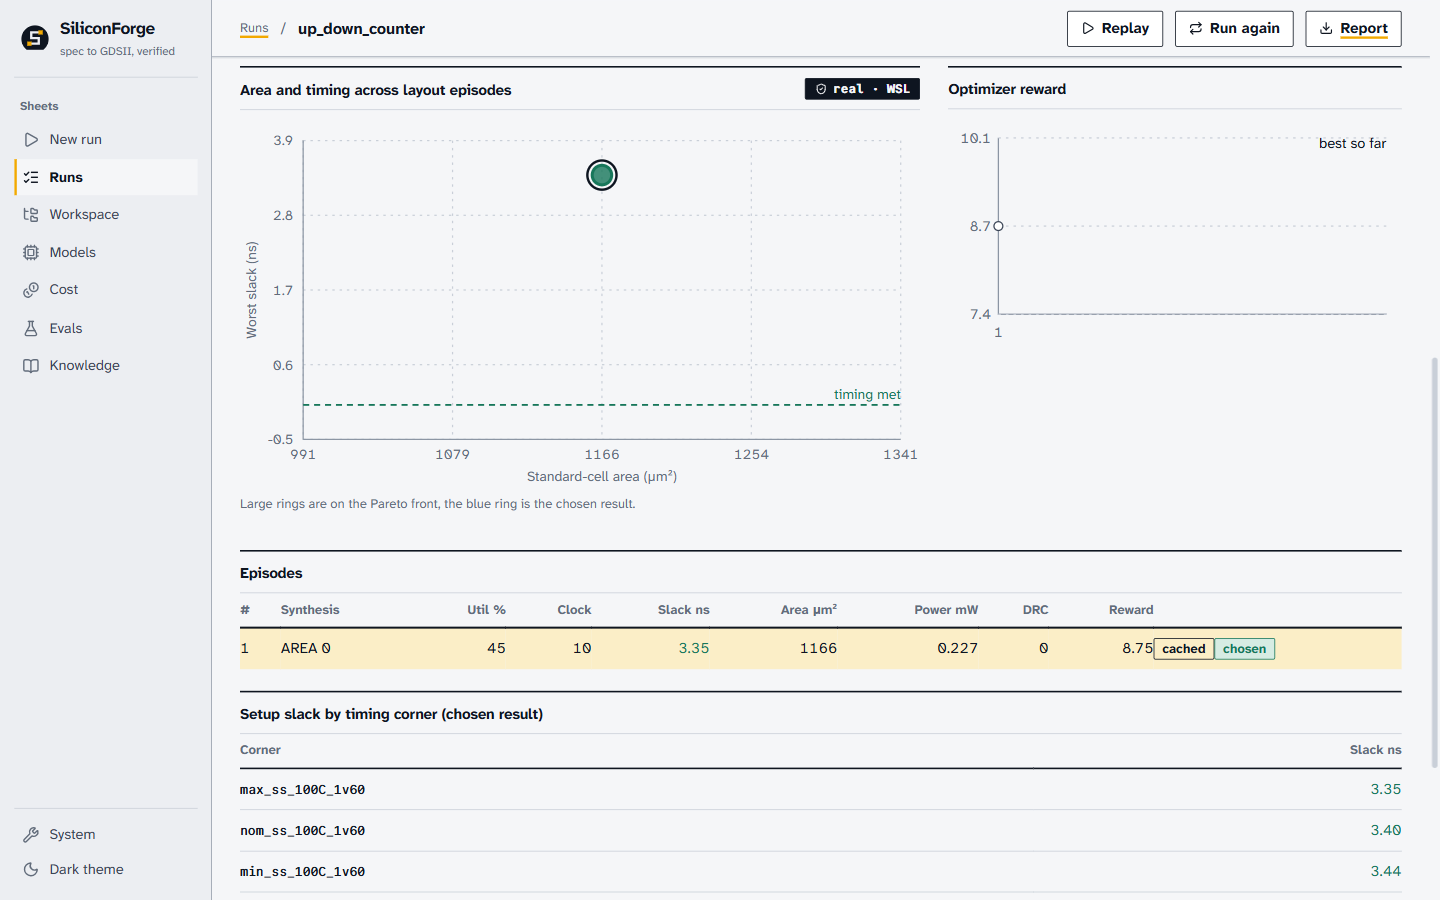 SiliconForge
spec to GDSII, verified
Sheets
New run
Runs
Workspace
Models
Cost
Evals
Knowledge
System
Dark theme
Runs / up_down_counter
Replay
Run again
Report
Area and timing across layout episodes
real · WSL
3.9
2.8
1.7
0.6
-0.5
Worst slack (ns)
timing met
991 1079 1166 1254 1341
Standard-cell area (µm²)
Large rings are on the Pareto front, the blue ring is the chosen result.
Optimizer reward
10.1
best so far
8.7
7.4
1
Episodes
# Synthesis Util % Clock Slack ns Area µm² Power mW DRC Reward
1 AREA 0 45 10 3.35 1166 0.227 0 8.75 cached chosen
Setup slack by timing corner (chosen result)
Corner Slack ns
max_ss_100C_1v60 3.35
nom_ss_100C_1v60 3.40
min_ss_100C_1v60 3.44